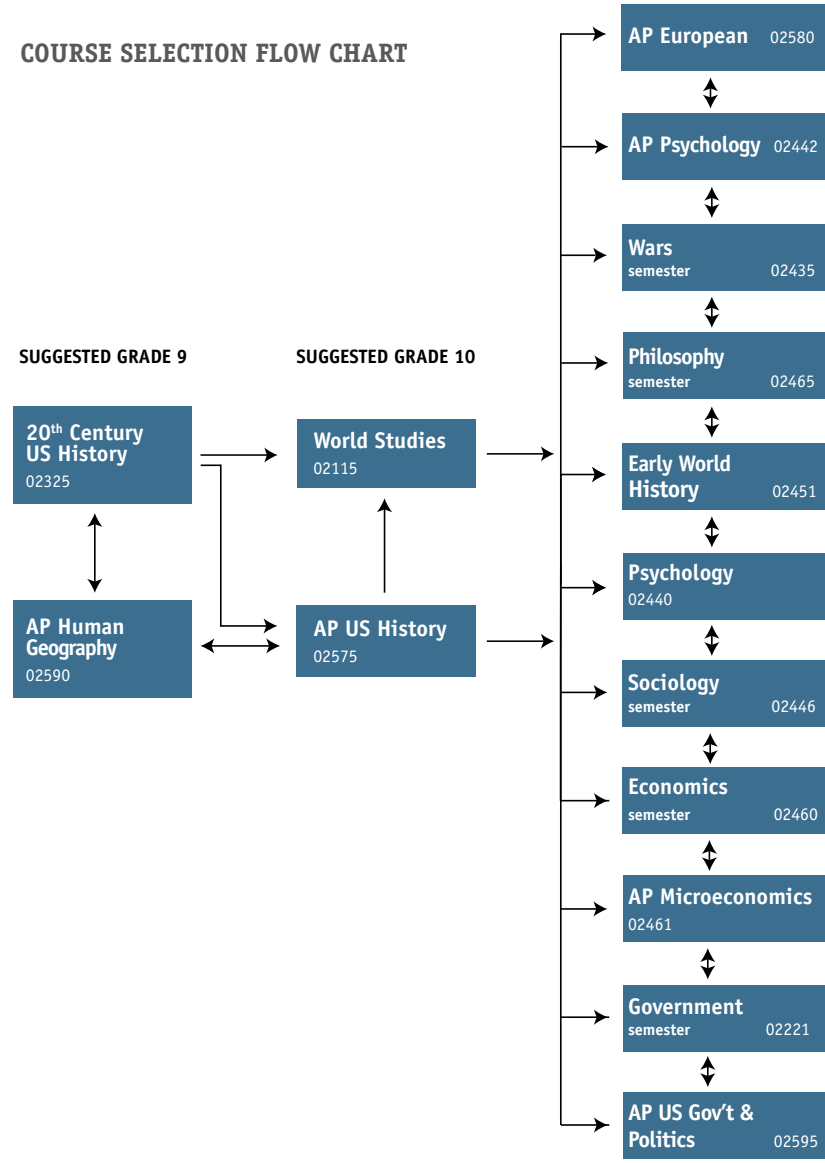 COURSE SELECTION FLOW CHART
SUGGESTED GRADE 9
20th Century
US History
02325
AP Human
Geography
02590
SUGGESTED GRADE 10
World Studies
02115
AP US History
02575
AP European 02580
AP Psychology 02442
Wars
semester 02435
Philosophy
semester 02465
Early World
History 02451
Psychology
02440
Sociology
semester 02446
Economics
semester 02460
AP Microeconomics
02461
Government
semester 02221
AP US Gov't &
Politics 02595